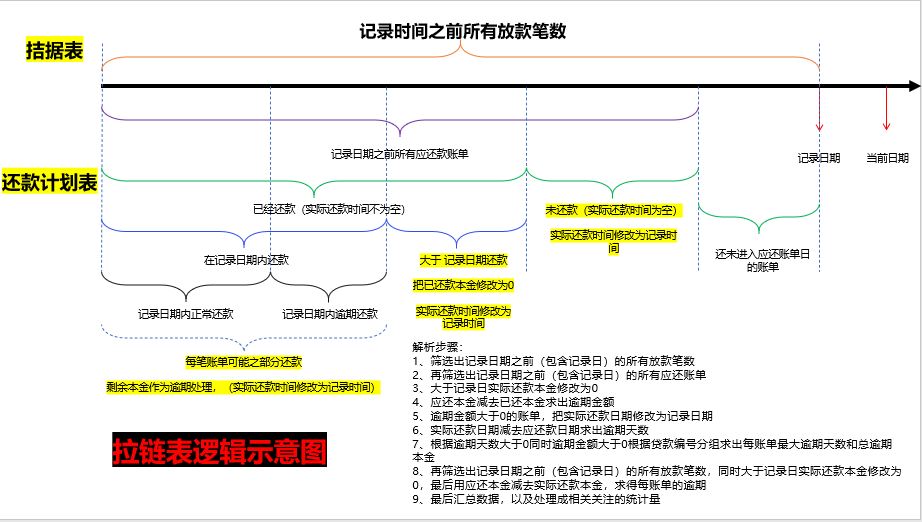 记录时间之前所有放款笔数
拮据表
记录日期之前所有应还款账单
记录日期
当前日期
还款计划表
已经还款（实际还款时间不为空）
未还款（实际还款时间为空）
实际还款时间修改为记录时
间
还未进入应还账单日
的账单
在记录日期内还款
大于 记录日期还款
把已还款本金修改为0
实际还款时间修改为
记录时间
记录日期内正常还款
记录日期内逾期还款
每笔账单可能之部分还款
剩余本金作为逾期处理，（实际还款时间修改为记录时间）
拉链表逻辑示意图
解析步骤：
1、筛选出记录日期之前（包含记录日）的所有放款笔数
2、再筛选出记录日期之前（包含记录日）的所有应还账单
3、大于记录日实际还款本金修改为0
4、应还本金减去已还本金求出逾期金额
5、逾期金额大于0的账单，把实际还款日期修改为记录日期
6、实际还款日期减去应还款日期求出逾期天数
7、根据逾期天数大于0同时逾期金额大于0根据贷款编号分组求出每账单最大逾期天数和总逾期
本金
8、再筛选出记录日期之前（包含记录日）的所有放款笔数，同时大于记录日实际还款本金修改为
0，最后用应还本金减去实际还款本金，求得每账单的逾期
9、最后汇总数据，以及处理成相关关注的统计量